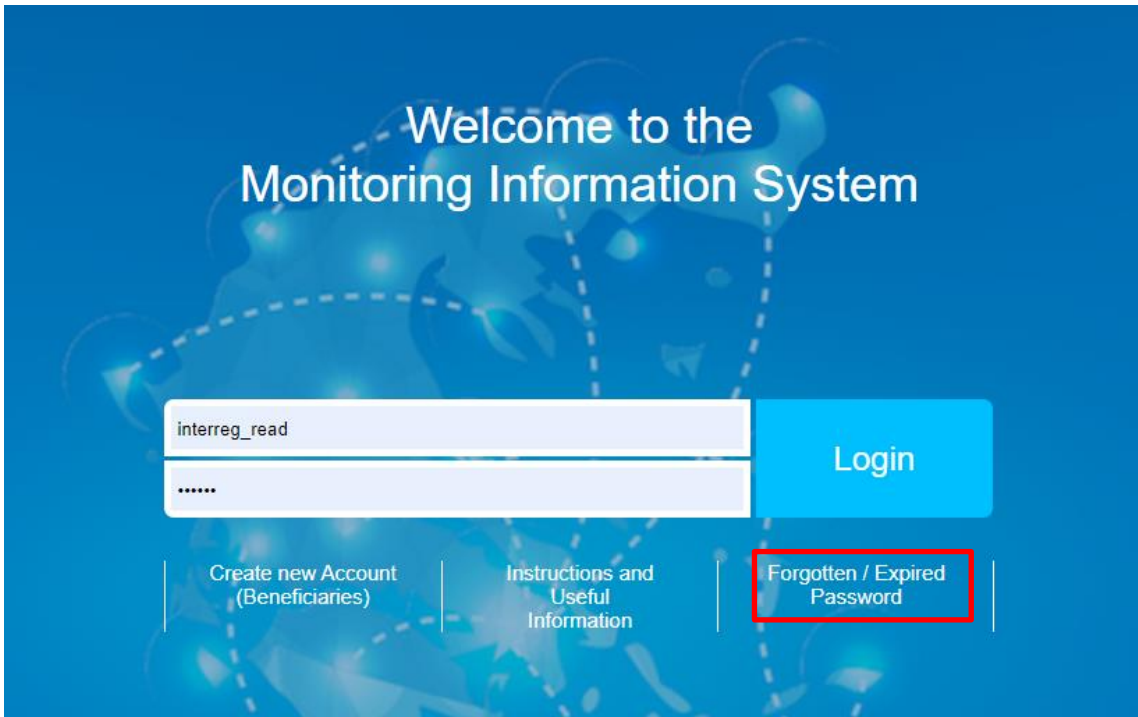 Welcome to the
Monitoring Information System
interreg_read
••••••
Login
Create new Account
(Beneficiaries)
Instructions and
Useful
Information
Forgotten / Expired
Password